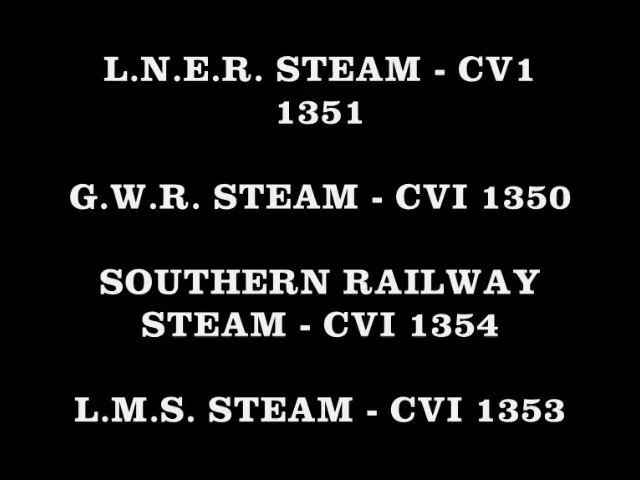 L.N.E.R. STEAM - CV1
1351
G.W.R. STEAM - CVI 1350
SOUTHERN RAILWAY
STEAM - CVI 1354
L.M.S. STEAM - CVI 1353